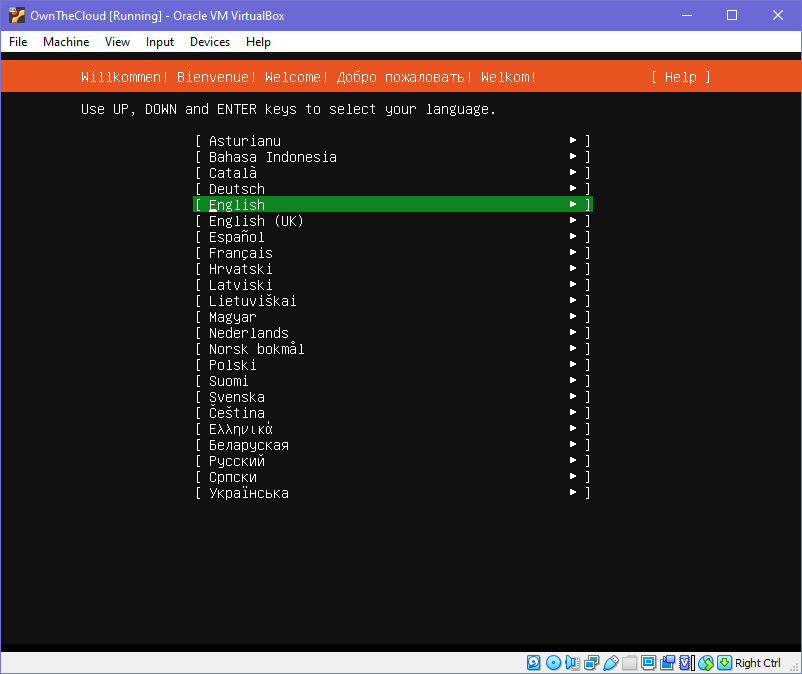 OwnTheCloud [Running] - Oracle VM VirtualBox
File Machine View Input Devices Help
Willkommen! Bienvenue! Welcome! Добро пожаловать! Welkom! [ Help ]
Use UP, DOWN and ENTER keys to select your language.
[ Asturianu ► ]
[ Bahasa Indonesia ► ]
[ Català ► ]
[ Deutsch ► ]
[ English ► ]
[ English (UK) ► ]
[ Español ► ]
[ Français ► ]
[ Hrvatski ► ]
[ Latviski ► ]
[ Lietuviškai ► ]
[ Magyar ► ]
[ Nederlands ► ]
[ Norsk bokmål ► ]
[ Polski ► ]
[ Suomi ► ]
[ Svenska ► ]
[ Čeština ► ]
[ Ελληνικά ► ]
[ Беларуская ► ]
[ Русский ► ]
[ Српски ► ]
[ Українська ► ]
Right Ctrl